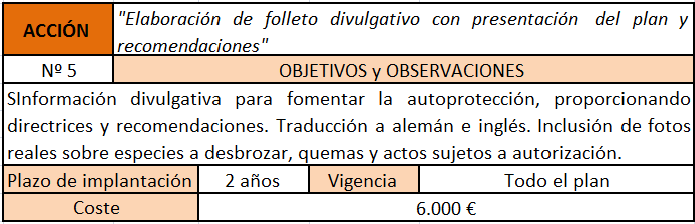 ACCIÓN
"Elaboración de folleto divulgativo con presentación del plan y
recomendaciones"
Nº 5 OBJETIVOS y OBSERVACIONES
SInformación divulgativa para fomentar la autoprotección, proporcionando
directrices y recomendaciones. Traducción a alemán e inglés. Inclusión de fotos
reales sobre especies a desbrozar, quemas y actos sujetos a autorización.
Plazo de implantación 2 años Vigencia Todo el plan
Coste 6.000 €